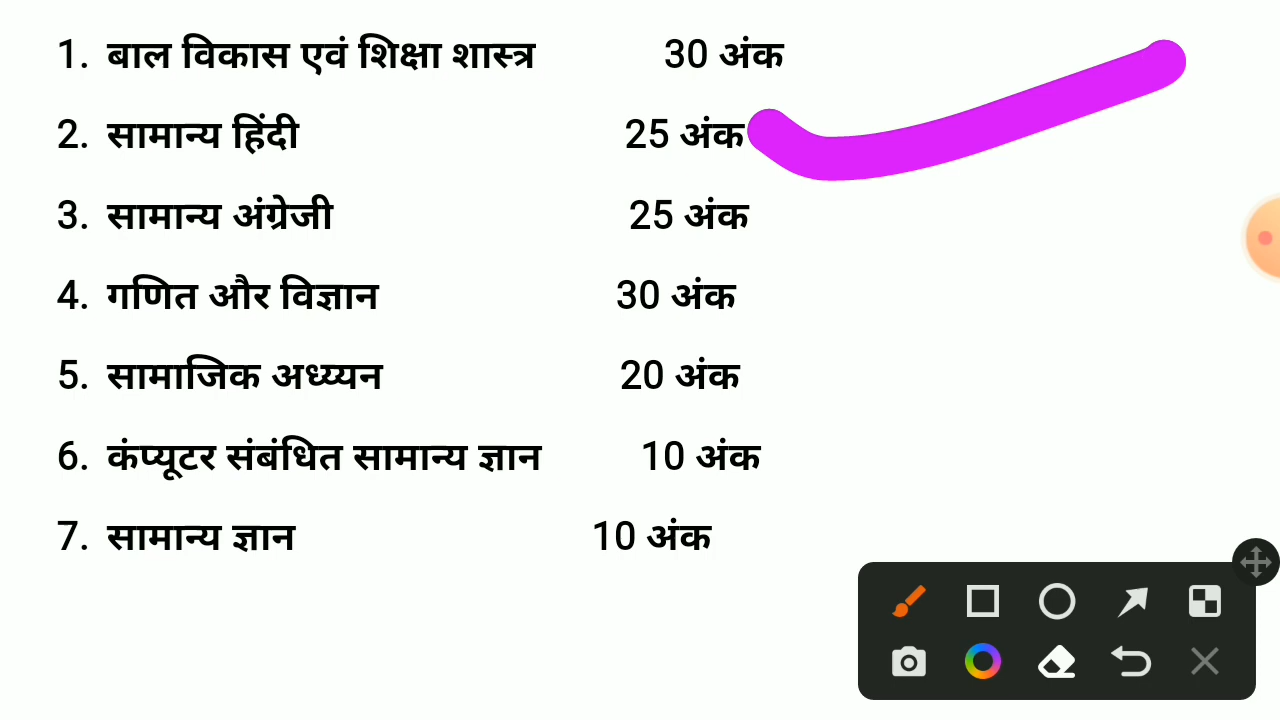 1. बाल विकास एवं शिक्षा शास्त्र 30 अंक
2. सामान्य हिंदी 25 अंक
3. सामान्य अंग्रेजी 25 अंक
4. गणित और विज्ञान 30 अंक
5. सामाजिक अध्य्यन 20 अंक
6. कंप्यूटर संबंधित सामान्य ज्ञान 10 अंक
7. सामान्य ज्ञान 10 अंक